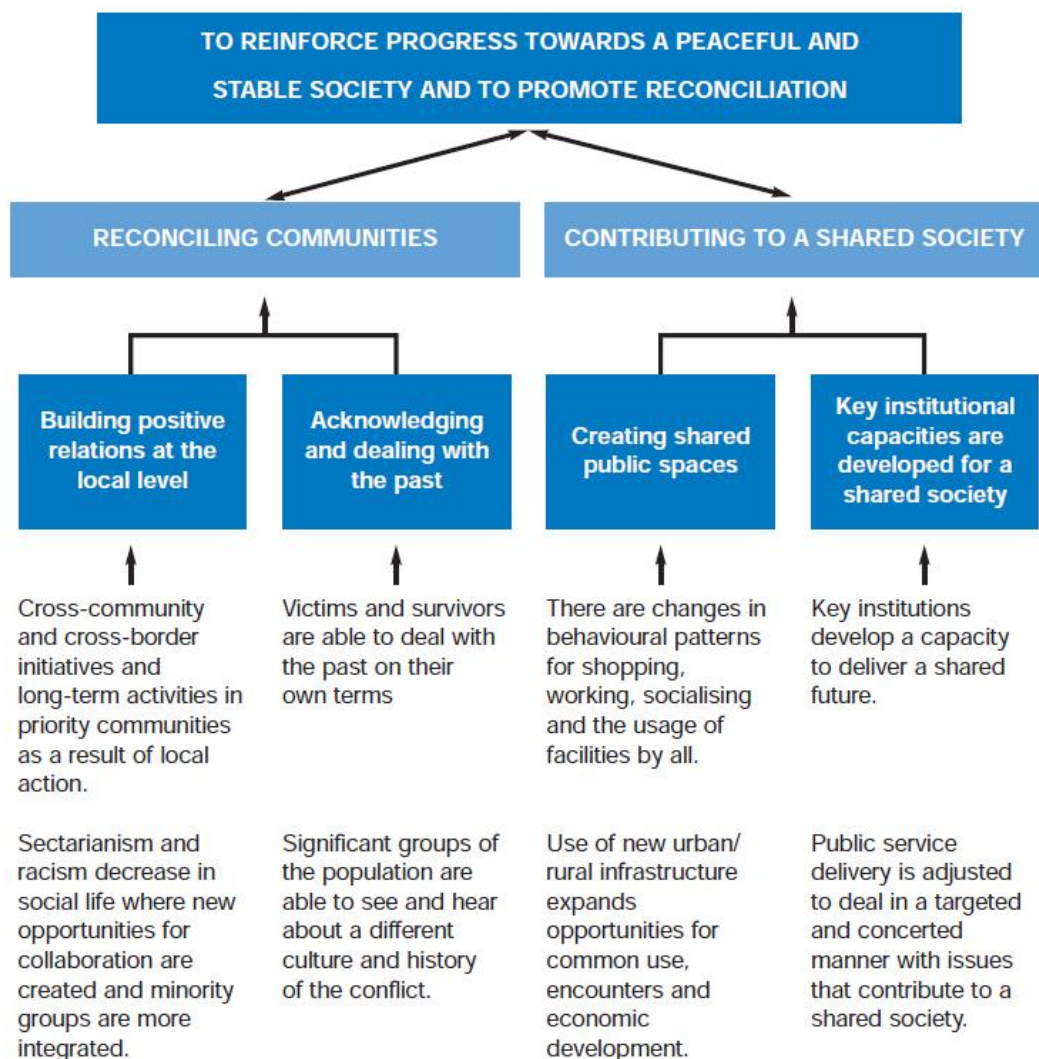 TO REINFORCE PROGRESS TOWARDS A PEACEFUL AND
STABLE SOCIETY AND TO PROMOTE RECONCILIATION
RECONCILING COMMUNITIES
CONTRIBUTING TO A SHARED SOCIETY
Building positive
relations at the
local level
Acknowledging
and dealing with
the past
Creating shared
public spaces
Key institutional
capacities are
developed for a
shared society
Cross-community
and cross-border
initiatives and
long-term activities in
priority communities
as a result of local
action.
Victims and survivors
are able to deal with
the past on their
own terms
There are changes in
behavioural patterns
for shopping,
working, socialising
and the usage of
facilities by all.
Key institutions
develop a capacity
to deliver a shared
future.
Sectarianism and
racism decrease in
social life where new
opportunities for
collaboration are
created and minority
groups are more
integrated.
Significant groups of
the population are
able to see and hear
about a different
culture and history
of the conflict.
Use of new urban/
rural infrastructure
expands
opportunities for
common use,
encounters and
economic
development.
Public service
delivery is adjusted
to deal in a targeted
and concerted
manner with issues
that contribute to a
shared society.